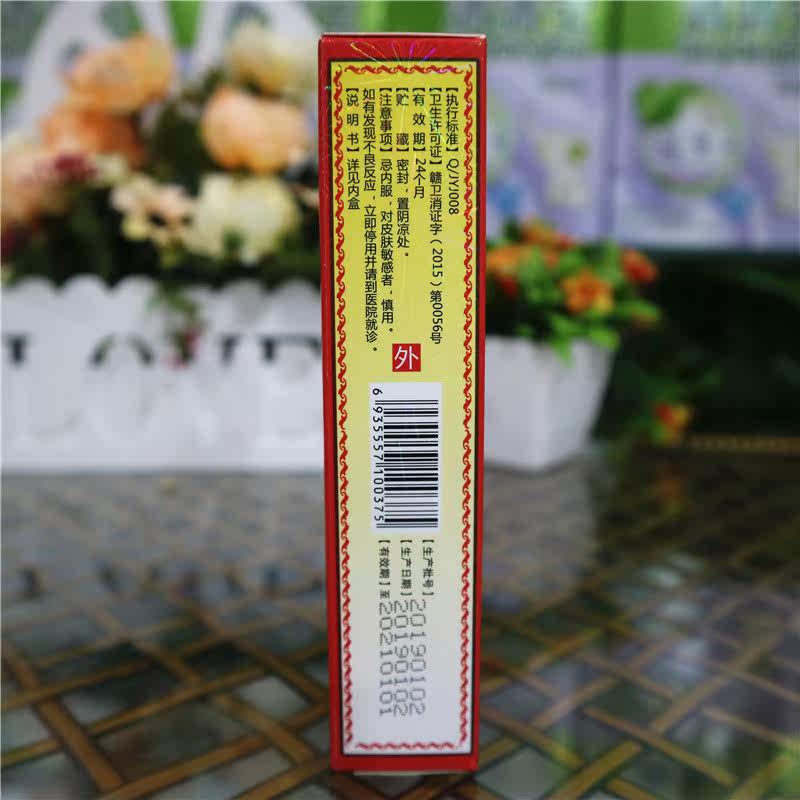 【执行标准】Q/JYJ008
【卫生许可证】赣卫消证字（2015）第0056号
【有 效 期】24个月
【贮 藏】密封，置阴凉处。
【注意事项】忌内服，对皮肤敏感者，慎用。
如有发现不良反应，立即停用并请到医院就诊。
【说 明 书】详见内盒
外
6 935557 100375
【生产批号】20190102
【生产日期】20190102
【有效期】至20210101